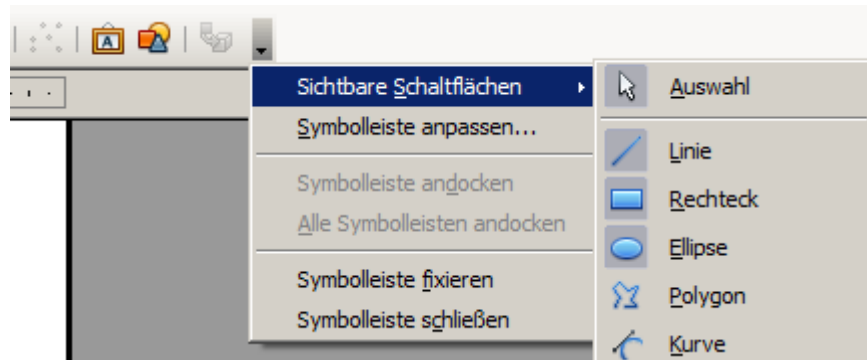 A
Sichtbare Schaltflächen
Symbolleiste anpassen...
Symbolleiste andocken
Alle Symbolleisten andocken
Symbolleiste fixieren
Symbolleiste schließen
Auswahl
Linie
Rechteck
Ellipse
Polygon
Kurve